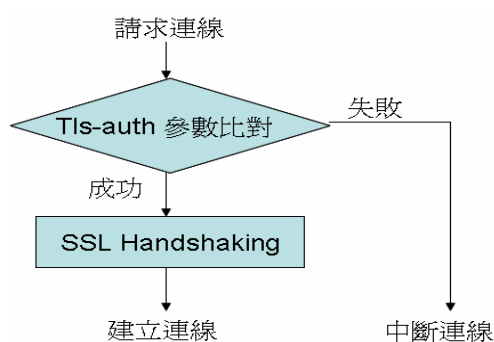 請求連線
Tls-auth 參數比對
失敗
成功
SSL Handshaking
建立連線
中斷連線